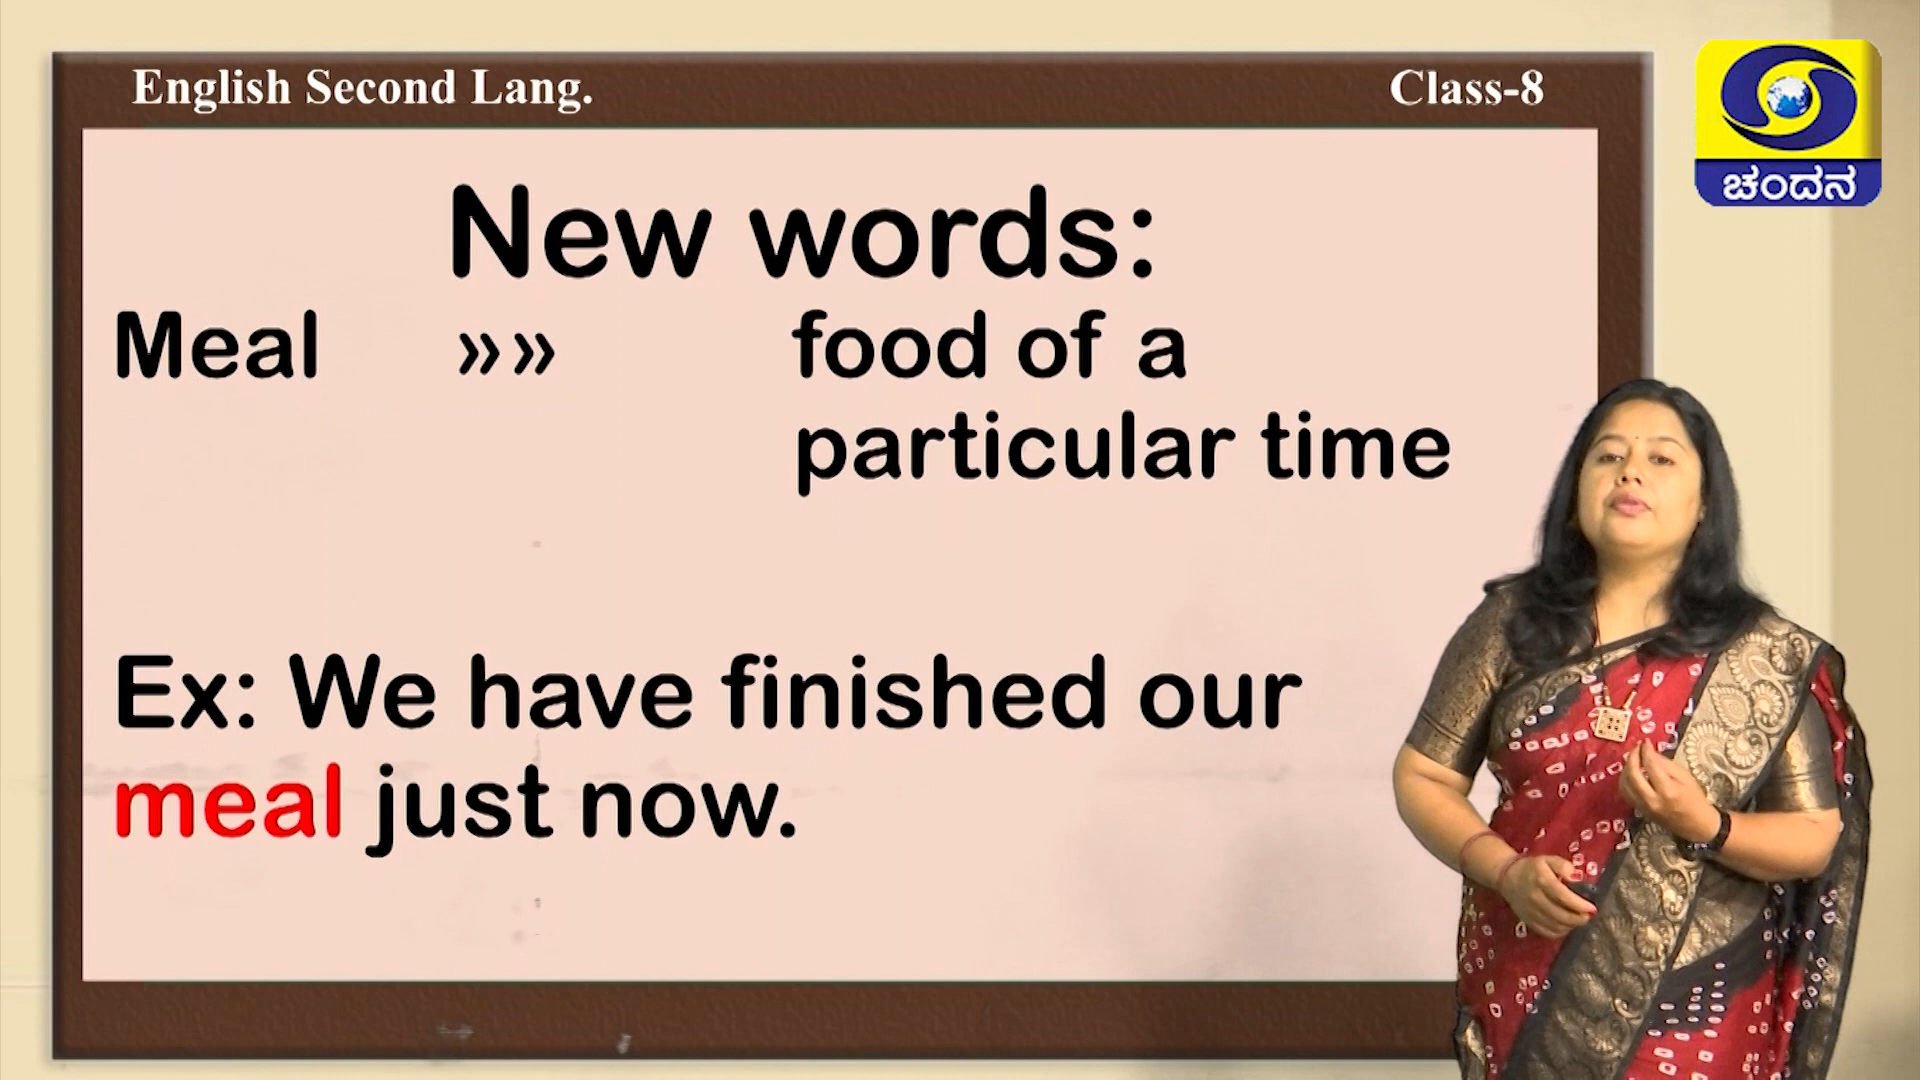 English Second Lang. Class-8
ಚಂದನ
New words:
Meal »» food of a
particular time
Ex: We have finished our
meal just now.